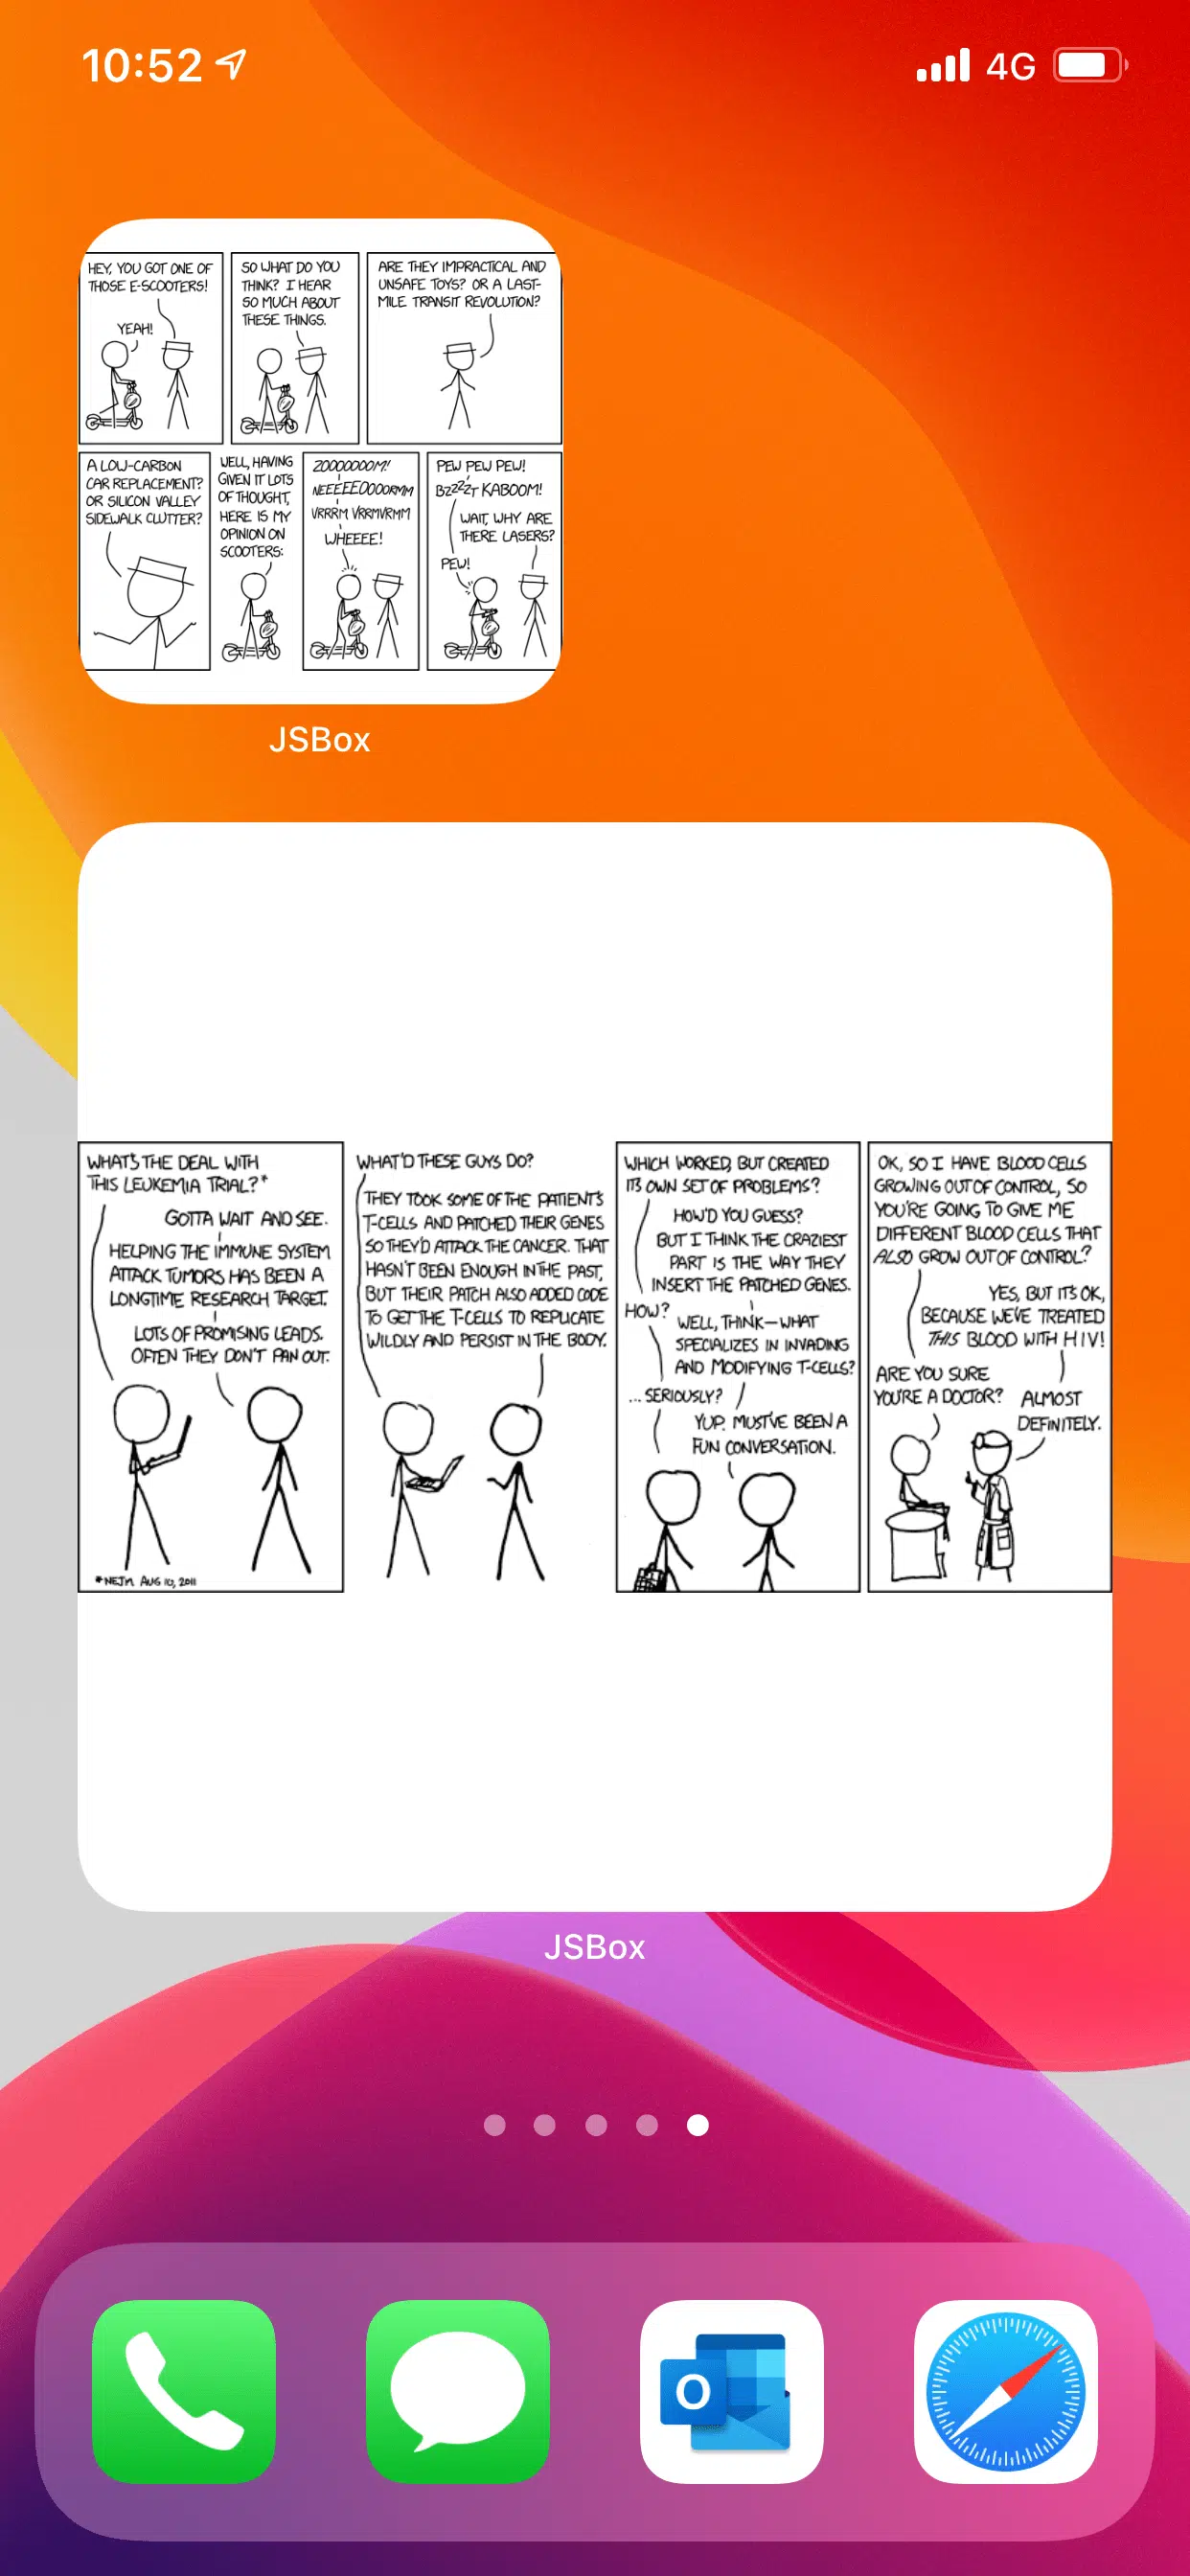 10:52
4G
HEY, YOU GOT ONE OF
THOSE E-SCOOTERS!
YEAH!
SO WHAT DO YOU
THINK? I HEAR
SO MUCH ABOUT
THESE THINGS.
ARE THEY IMPRACTICAL AND
UNSAFE TOYS? OR A LAST-
MILE TRANSIT REVOLUTION?
A LOW-CARBON
CAR REPLACEMENT?
OR SILICON VALLEY
SIDEWALK CLUTTER?
WELL, HAVING
GIVEN IT LOTS
OF THOUGHT,
HERE IS MY
OPINION ON
SCOOTERS:
ZOOOOOOOM!
NEEEEEOOOORMM
VRRRM VRRMVRMM
WHEEEE!
PEW PEW PEW!
BZZZZT KABOOM!
WAIT, WHY ARE
THERE LASERS?
PEW!
JSBox
WHAT'S THE DEAL WITH
THIS LEUKEMIA TRIAL?*
GOTTA WAIT AND SEE.
HELPING THE IMMUNE SYSTEM
ATTACK TUMORS HAS BEEN A
LONGTIME RESEARCH TARGET.
LOTS OF PROMISING LEADS.
OFTEN THEY DON'T PAN OUT.
*NEJM AUG 10, 2011
WHAT'D THESE GUYS DO?
THEY TOOK SOME OF THE PATIENT'S
T-CELLS AND PATCHED THEIR GENES
SO THEY'D ATTACK THE CANCER. THAT
HASN'T BEEN ENOUGH IN THE PAST,
BUT THEIR PATCH ALSO ADDED CODE
TO GET THE T-CELLS TO REPLICATE
WILDLY AND PERSIST IN THE BODY.
WHICH WORKED, BUT CREATED
ITS OWN SET OF PROBLEMS?
HOW'D YOU GUESS?
BUT I THINK THE CRAZIEST
PART IS THE WAY THEY
INSERT THE PATCHED GENES.
HOW?
WELL, THINK—WHAT
SPECIALIZES IN INVADING
AND MODIFYING T-CELLS?
...SERIOUSLY?
YUP. MUST'VE BEEN A
FUN CONVERSATION.
OK, SO I HAVE BLOOD CELLS
GROWING OUT OF CONTROL, SO
YOU'RE GOING TO GIVE ME
DIFFERENT BLOOD CELLS THAT
ALSO GROW OUT OF CONTROL?
YES, BUT IT'S OK,
BECAUSE WE'VE TREATED
THIS BLOOD WITH HIV!
ARE YOU SURE
YOU'RE A DOCTOR?
ALMOST
DEFINITELY.
JSBox
O